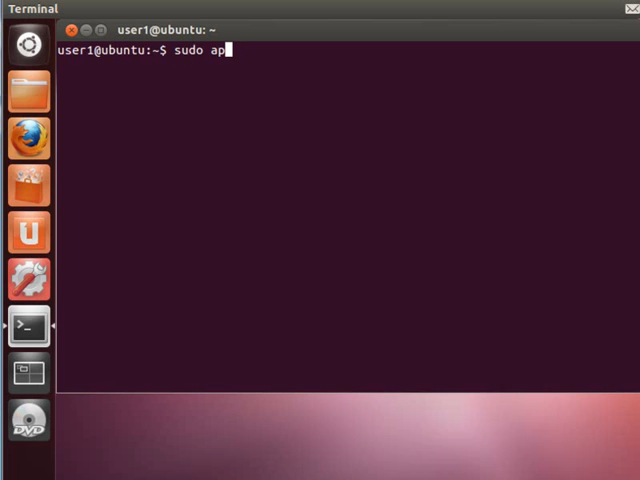 Terminal
user1@ubuntu: ~
user1@ubuntu:~$ sudo ap
>_
U
DVD